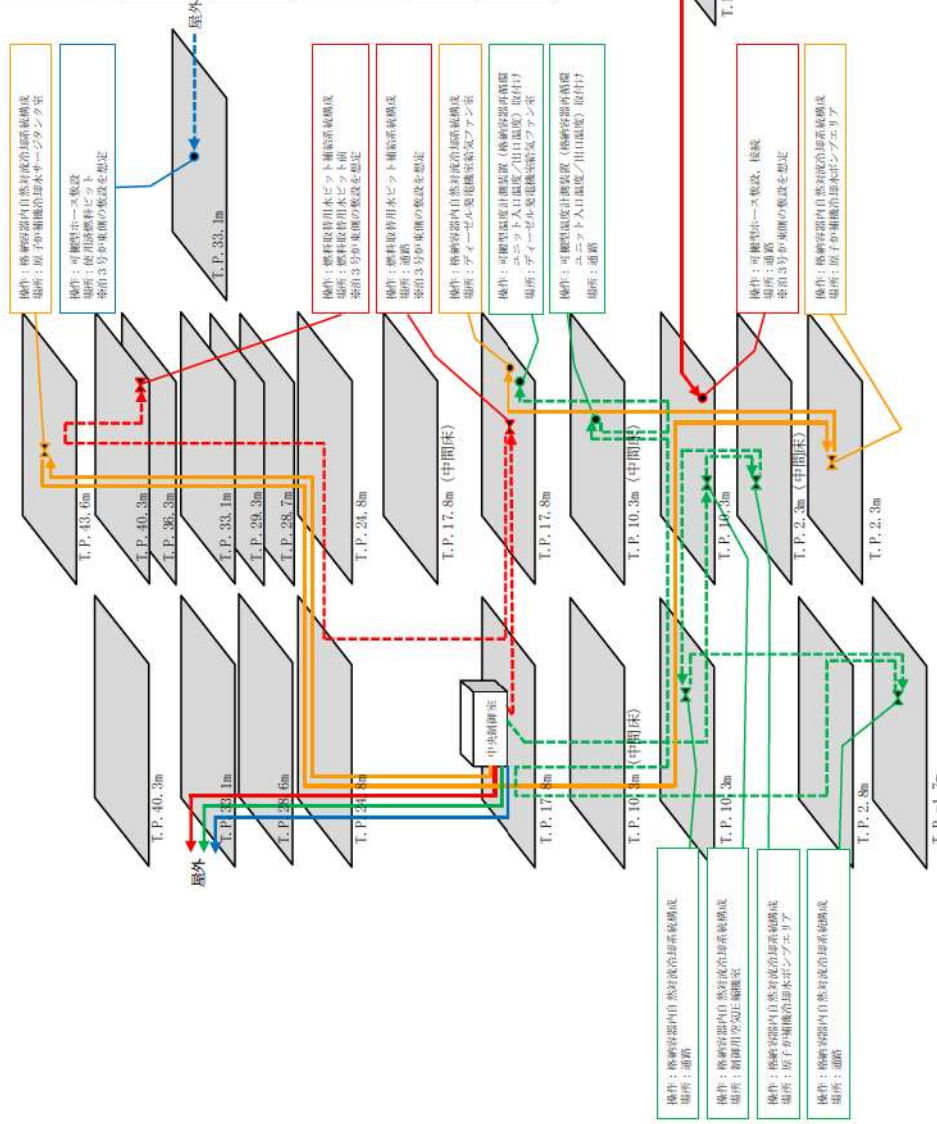 屋外
T.P.33.1m
操作：格納容器内自然対流冷却系統構成
場所：原子炉補機冷却水サージタンク室
操作：可搬型ホース敷設
場所：使用済燃料ピット
※泊３号炉東側の敷設を想定
操作：燃料取替用水ピット補給系統構成
場所：燃料取替用水ピット前
※泊３号炉東側の敷設を想定
操作：燃料取替用水ピット補給系統構成
場所：通路
※泊３号炉東側の敷設を想定
操作：格納容器内自然対流冷却系統構成
場所：ディーゼル発電機室給気ファン室
操作：可搬型温度計測装置（格納容器再循環
ユニット入口温度/出口温度）取付け
場所：ディーゼル発電機室給気ファン室
操作：可搬型温度計測装置（格納容器再循環
ユニット入口温度/出口温度）取付け
場所：通路
操作：可搬型ホース敷設、接続
場所：通路
※泊３号炉東側の敷設を想定
操作：格納容器内自然対流冷却系統構成
場所：原子炉補機冷却水ポンプエリア
T.P.43.6m
T.P.40.3m
T.P.36.3m
T.P.33.1m
T.P.29.3m
T.P.28.7m
T.P.24.8m
T.P.17.8m（中間床）
T.P.17.8m
T.P.10.3m（中間床）
T.P.10.3m
T.P.2.3m（中間床）
T.P.2.3m
T.P.40.3m
T.P.33.1m
T.P.28.6m
T.P.24.8m
中央制御室
T.P.17.8m
T.P.10.3m（中間床）
T.P.10.3m
T.P.2.8m
屋外
操作：格納容器内自然対流冷却系統構成
場所：通路
操作：格納容器内自然対流冷却系統構成
場所：制御用空気圧縮機室
操作：格納容器内自然対流冷却系統構成
場所：原子炉補機冷却水ポンプエリア
操作：格納容器内自然対流冷却系統構成
場所：通路